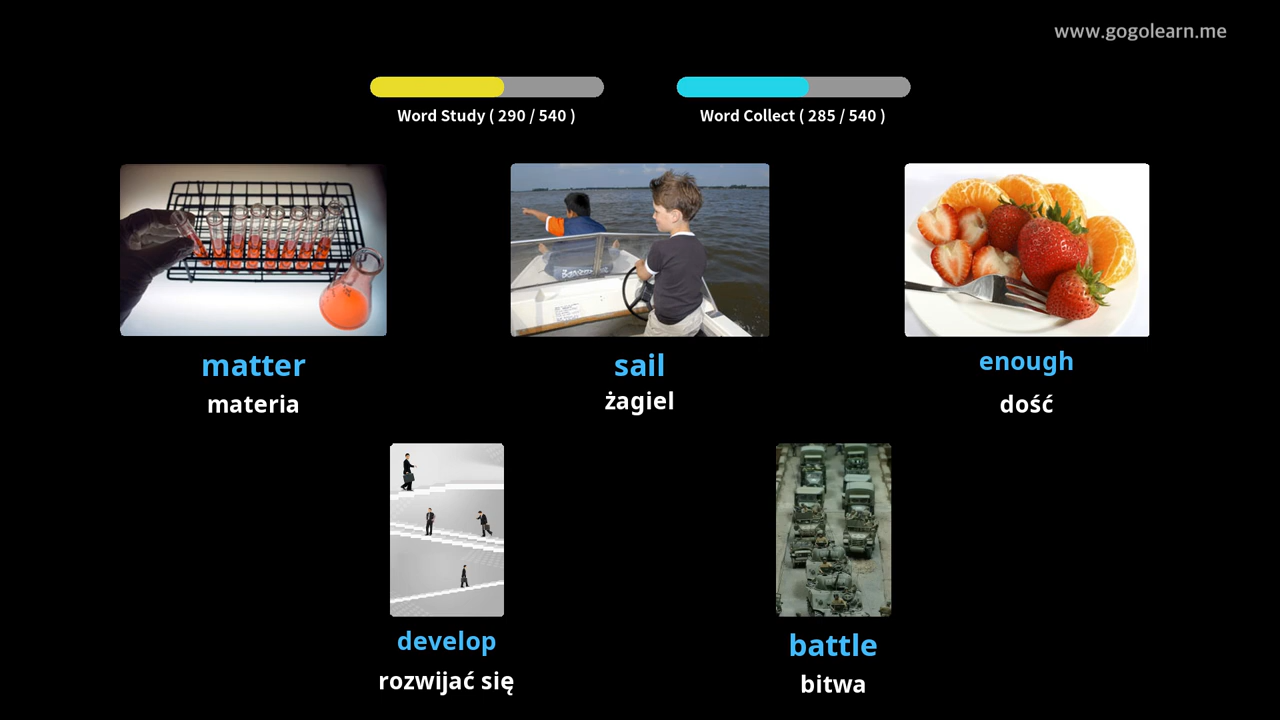 www.gogolearn.me
Word Study ( 290 / 540 )
Word Collect ( 285 / 540 )
matter
materia
sail
żagiel
enough
dość
develop
rozwijać się
battle
bitwa